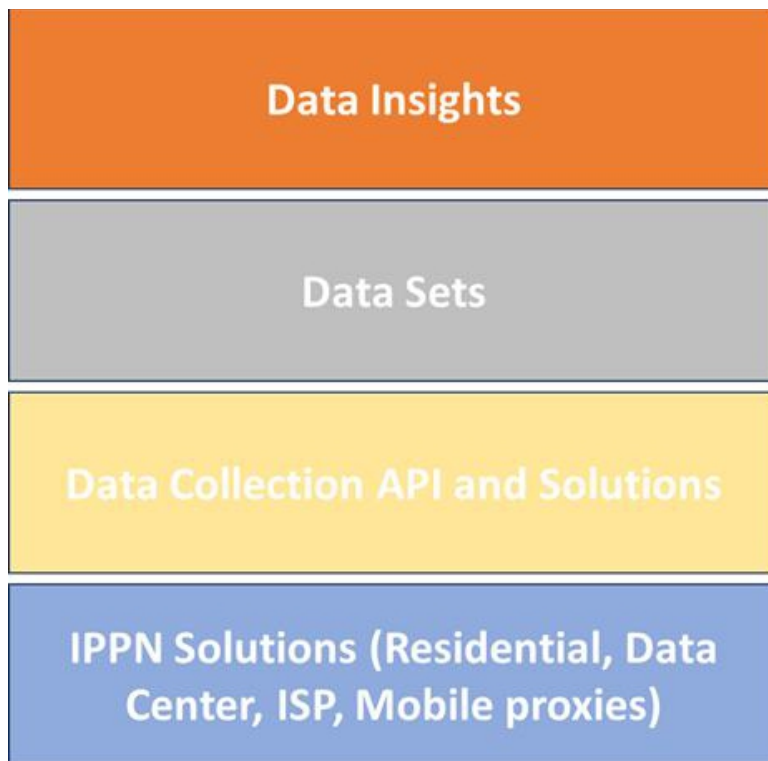 Data Insights
Data Sets
Data Collection API and Solutions
IPPN Solutions (Residential, Data
Center, ISP, Mobile proxies)